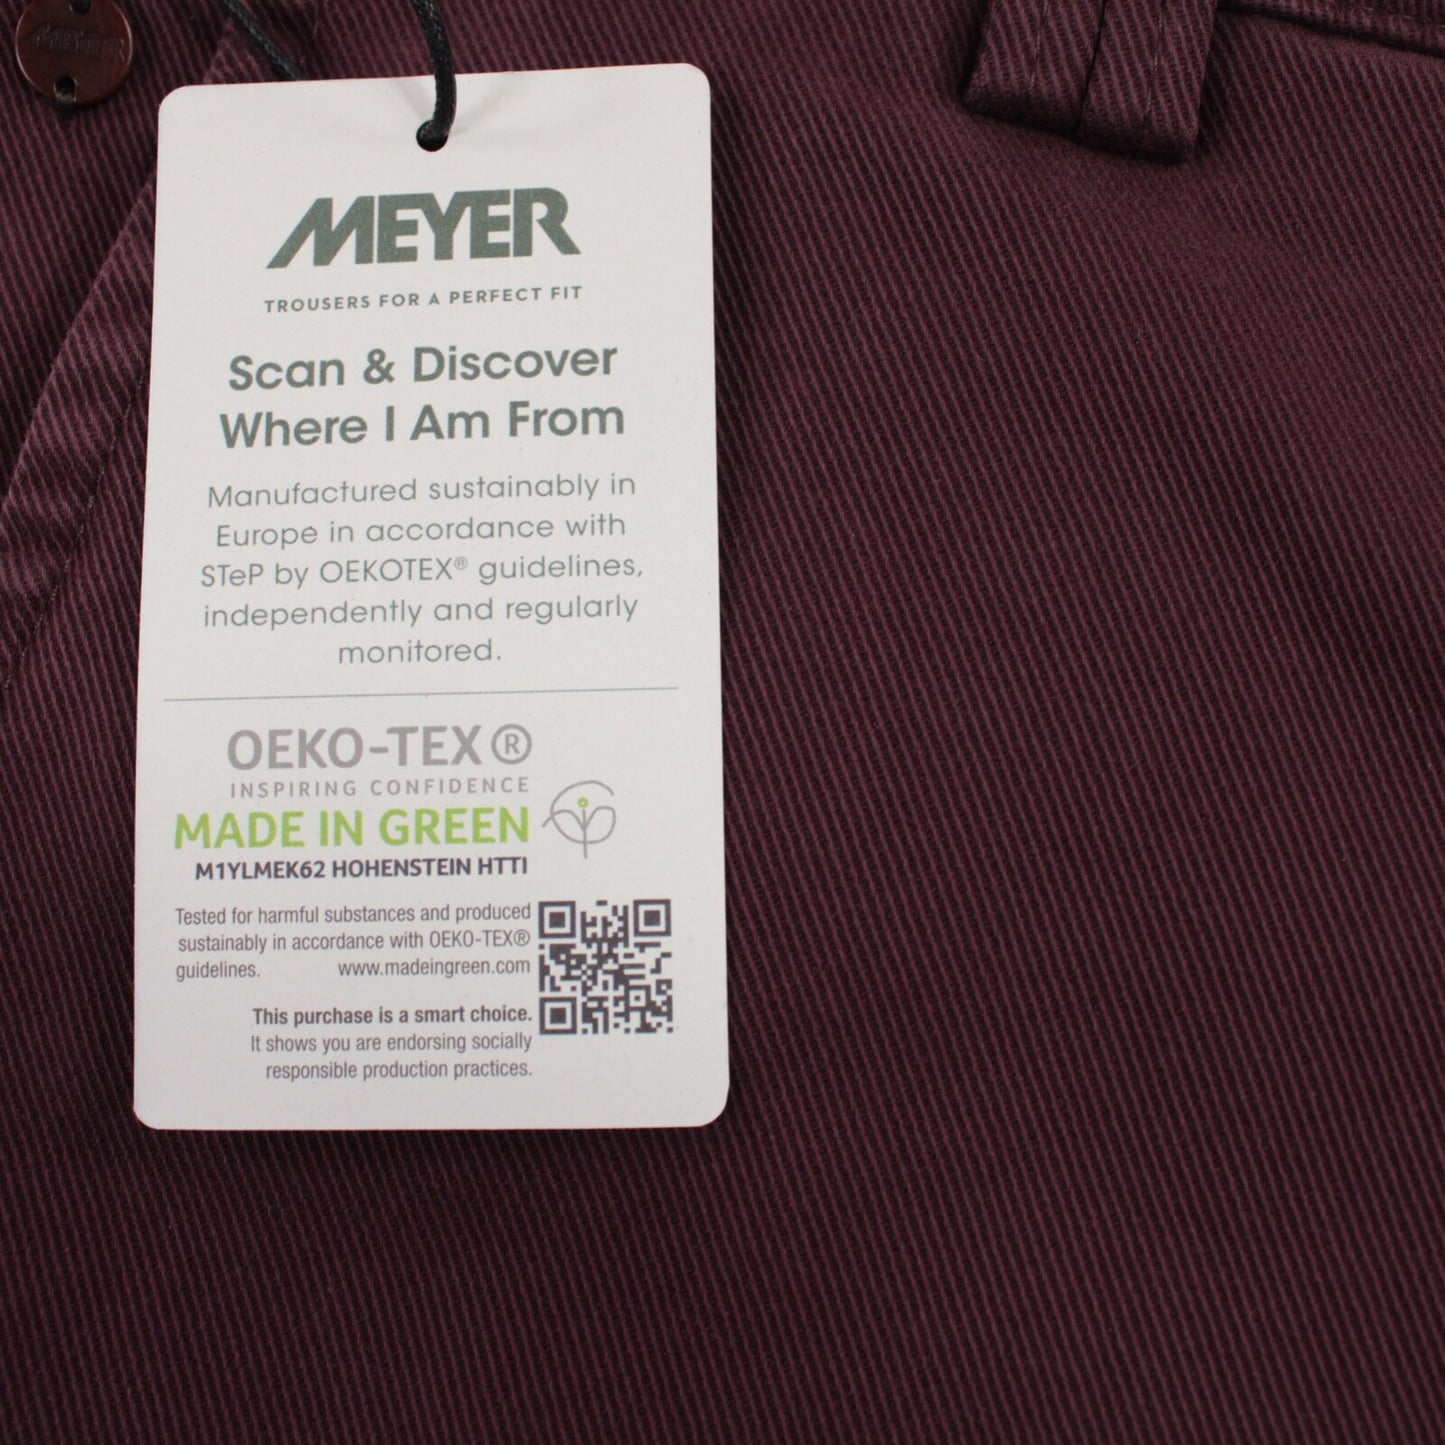 MEYER
MEYER
TROUSERS FOR A PERFECT FIT
Scan & Discover
Where I Am From
Manufactured sustainably in
Europe in accordance with
STeP by OEKOTEX® guidelines,
independently and regularly
monitored.
OEKO-TEX®
INSPIRING CONFIDENCE
MADE IN GREEN
M1YLMEK62 HOHENSTEIN HTTI
Tested for harmful substances and produced
sustainably in accordance with OEKO-TEX®
guidelines. www.madeingreen.com
This purchase is a smart choice.
It shows you are endorsing socially
responsible production practices.